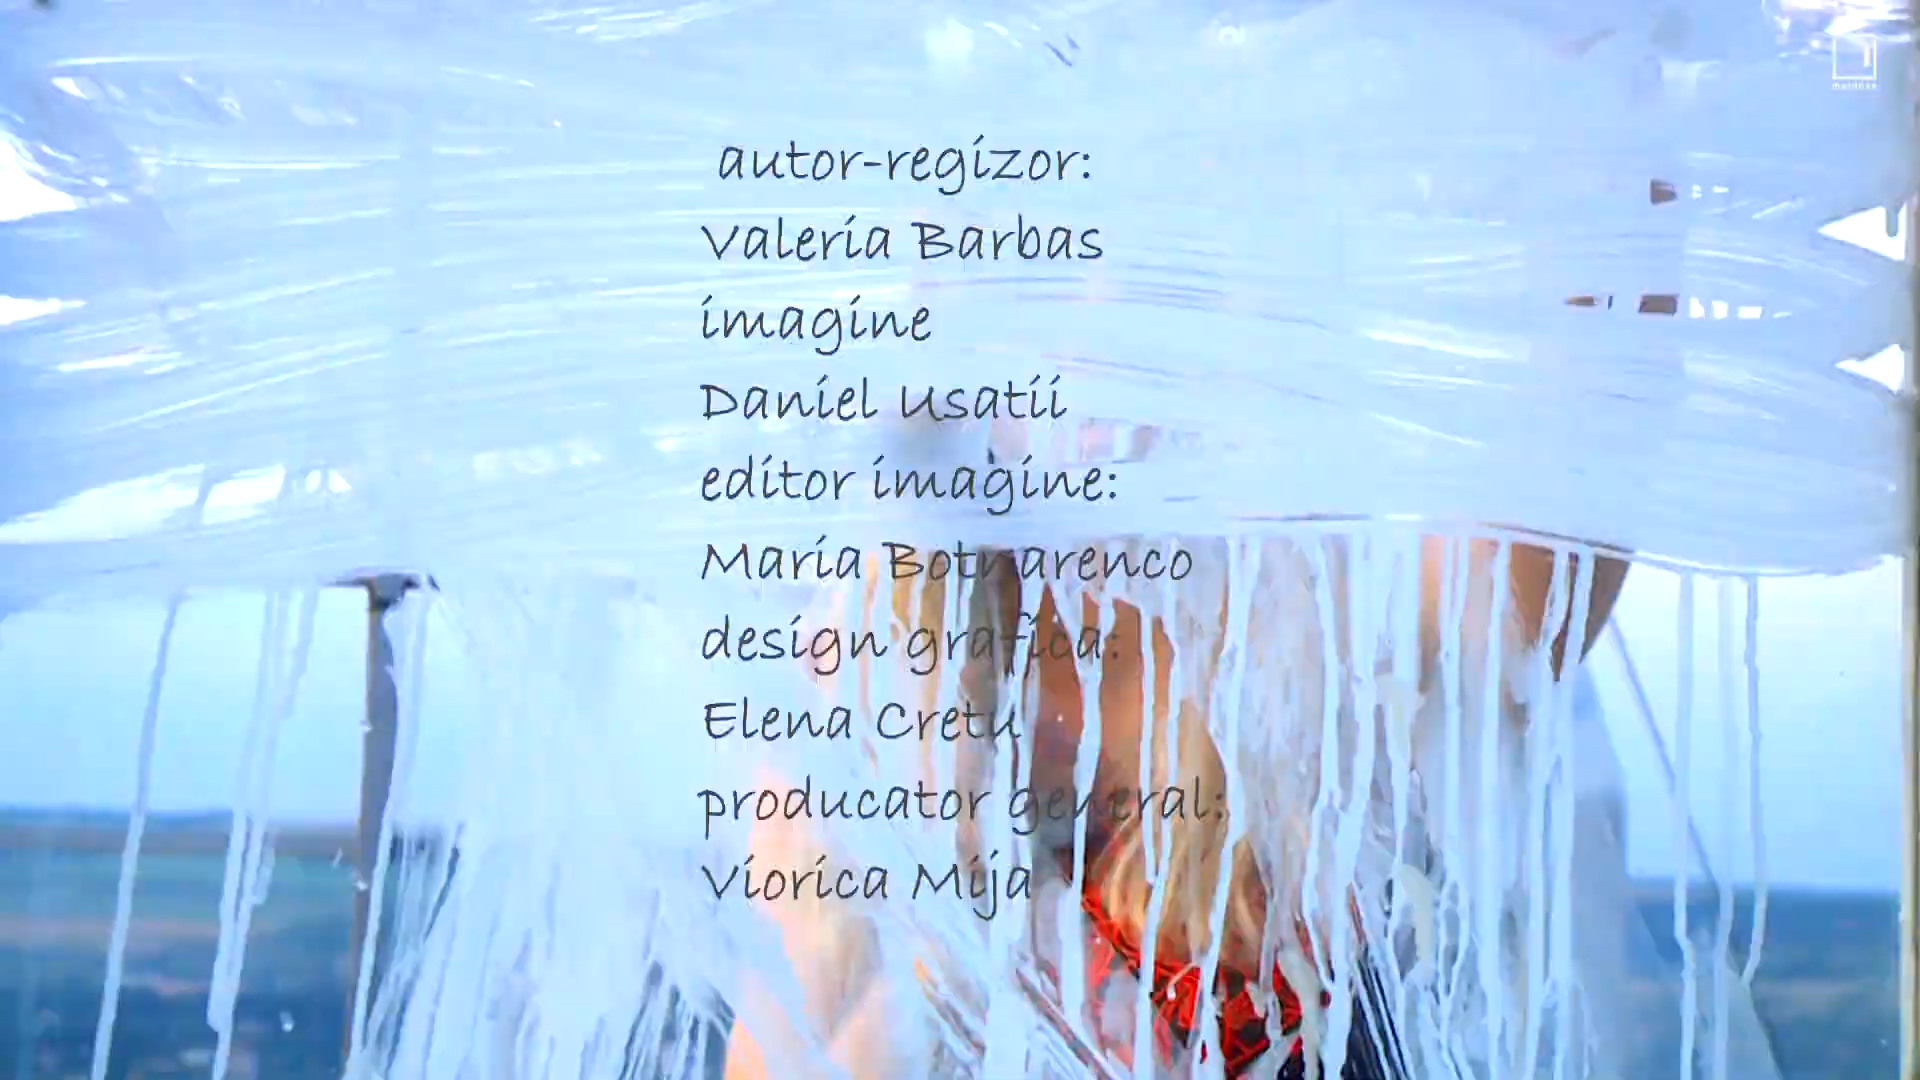 autor-regizor:
Valeria Barbas
imagine
Daniel Usatii
editor imagine:
Maria Botnarenco
design grafica:
Elena Cretu
producator general:
Viorica Mija